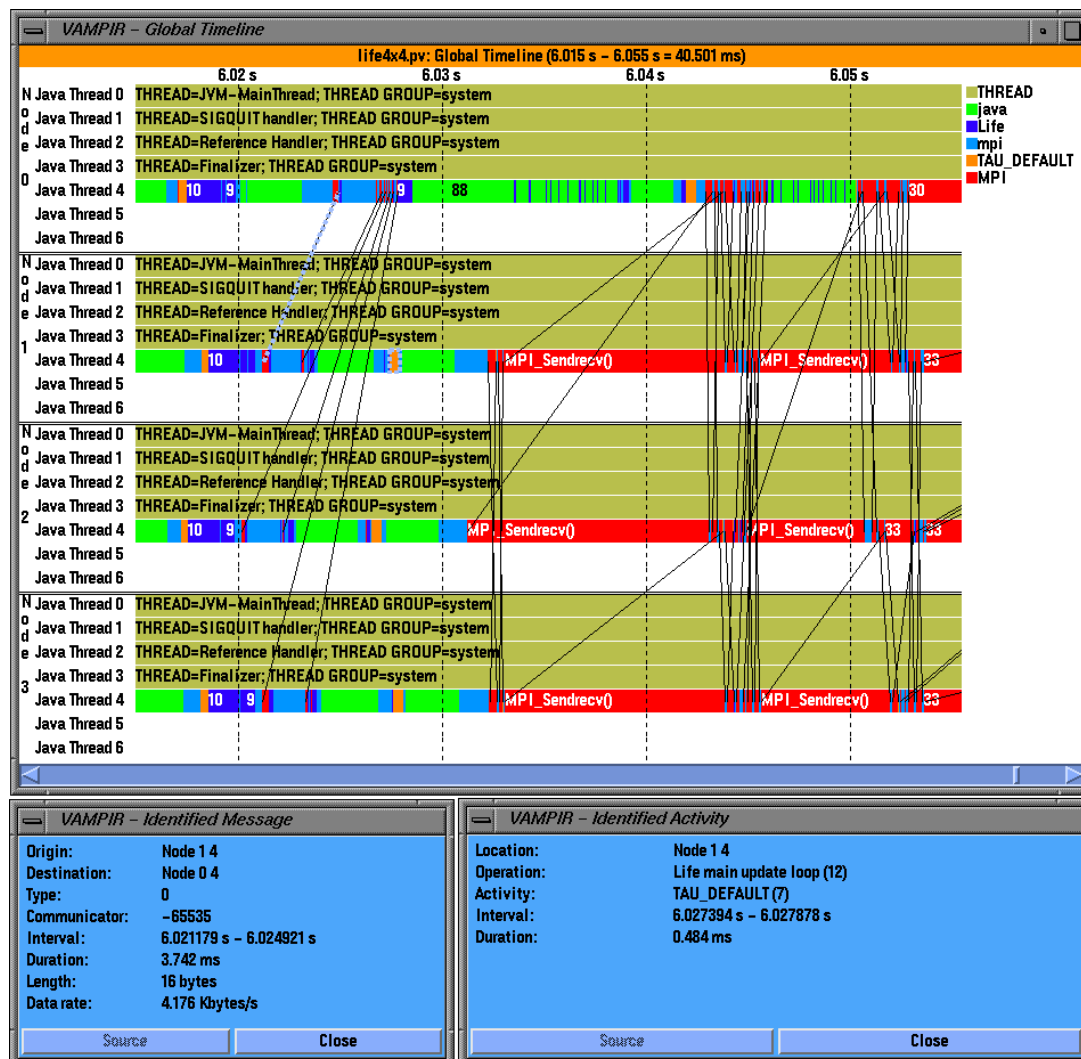 VAMPIR - Global Timeline
life4x4.pv: Global Timeline (6.015 s - 6.055 s = 40.501 ms)
6.02 s 6.03 s 6.04 s 6.05 s
Node 0
Java Thread 0 THREAD=JVM-MainThread; THREAD GROUP=system
Java Thread 1 THREAD=SIGQUIT handler; THREAD GROUP=system
Java Thread 2 THREAD=Reference Handler; THREAD GROUP=system
Java Thread 3 THREAD=Finalizer; THREAD GROUP=system
Java Thread 4 10 9 9 88 30
Java Thread 5
Java Thread 6
THREAD
java
Life
mpi
TAU_DEFAULT
MPI
Node 1
Java Thread 0 THREAD=JVM-MainThread; THREAD GROUP=system
Java Thread 1 THREAD=SIGQUIT handler; THREAD GROUP=system
Java Thread 2 THREAD=Reference Handler; THREAD GROUP=system
Java Thread 3 THREAD=Finalizer; THREAD GROUP=system
Java Thread 4 10 MPI_Sendrecv() MPI_Sendrecv() 33
Java Thread 5
Java Thread 6
Node 2
Java Thread 0 THREAD=JVM-MainThread; THREAD GROUP=system
Java Thread 1 THREAD=SIGQUIT handler; THREAD GROUP=system
Java Thread 2 THREAD=Reference Handler; THREAD GROUP=system
Java Thread 3 THREAD=Finalizer; THREAD GROUP=system
Java Thread 4 10 9 MPI_Sendrecv() MPI_Sendrecv() 33 33
Java Thread 5
Java Thread 6
Node 3
Java Thread 0 THREAD=JVM-MainThread; THREAD GROUP=system
Java Thread 1 THREAD=SIGQUIT handler; THREAD GROUP=system
Java Thread 2 THREAD=Reference Handler; THREAD GROUP=system
Java Thread 3 THREAD=Finalizer; THREAD GROUP=system
Java Thread 4 10 9 MPI_Sendrecv() MPI_Sendrecv() 33
Java Thread 5
Java Thread 6
VAMPIR - Identified Message
Origin: Node 1 4
Destination: Node 0 4
Type: 0
Communicator: -65535
Interval: 6.021179 s - 6.024921 s
Duration: 3.742 ms
Length: 16 bytes
Data rate: 4.176 Kbytes/s
Source Close
VAMPIR - Identified Activity
Location: Node 1 4
Operation: Life main update loop (12)
Activity: TAU_DEFAULT (7)
Interval: 6.027394 s - 6.027878 s
Duration: 0.484 ms
Source Close